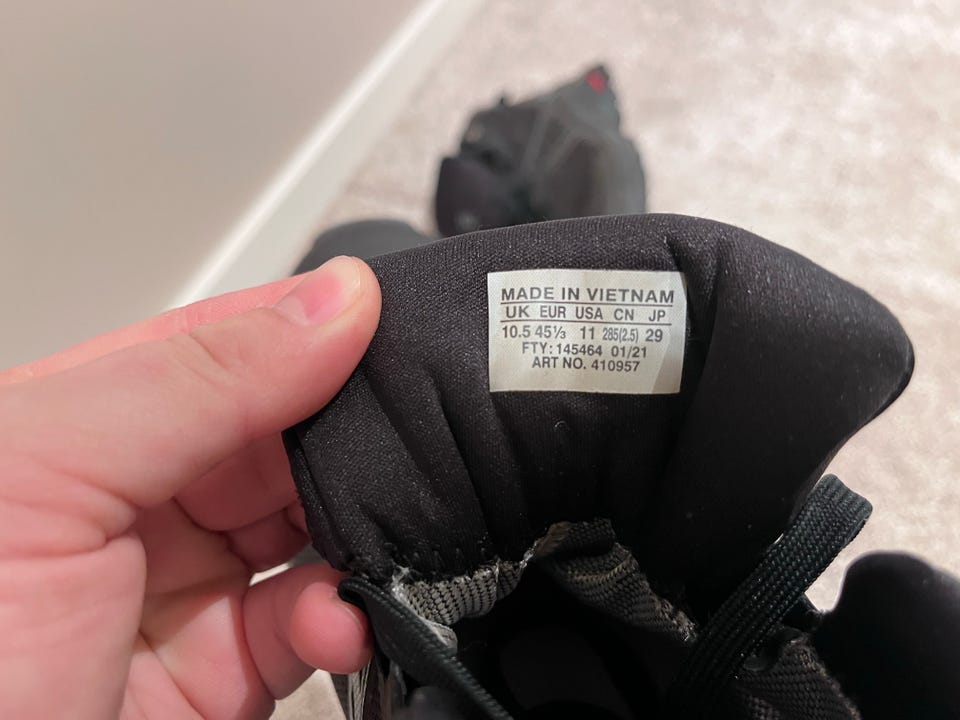 MADE IN VIETNAM
UK EUR USA CN JP
10.5 45⅓ 11 285(2.5) 29
FTY: 145464 01/21
ART NO. 410957